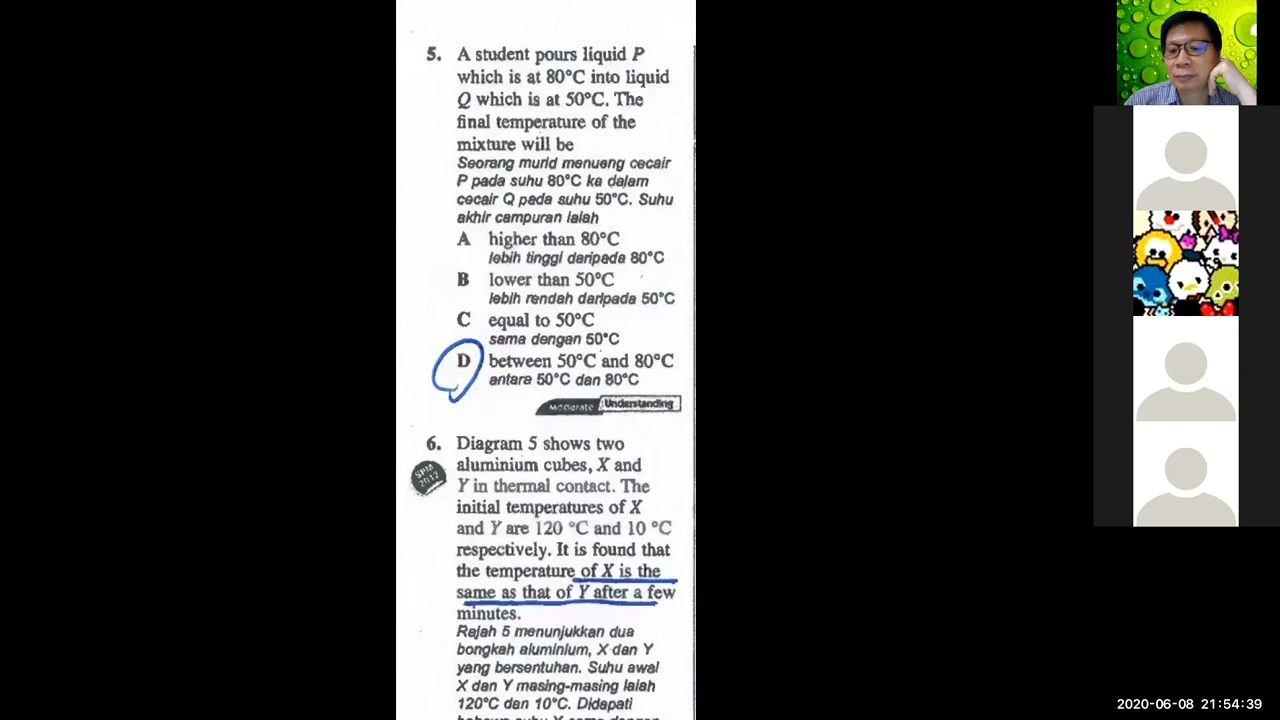 5. A student pours liquid P
which is at 80°C into liquid
Q which is at 50°C. The
final temperature of the
mixture will be
Seorang murid menuang cecair
P pada suhu 80°C ke dalam
cecair Q pada suhu 50°C. Suhu
akhir campuran ialah
A higher than 80°C
lebih tinggi daripada 80°C
B lower than 50°C
lebih rendah daripada 50°C
C equal to 50°C
sama dengan 50°C
D between 50°C and 80°C
antara 50°C dan 80°C
Moderate Understanding
6. Diagram 5 shows two
SPM
2012
aluminium cubes, X and
Y in thermal contact. The
initial temperatures of X
and Y are 120 °C and 10 °C
respectively. It is found that
the temperature of X is the
same as that of Y after a few
minutes.
Rajah 5 menunjukkan dua
bongkah aluminium, X dan Y
yang bersentuhan. Suhu awal
X dan Y masing-masing ialah
120°C dan 10°C. Didapati
2020-06-08 21:54:39